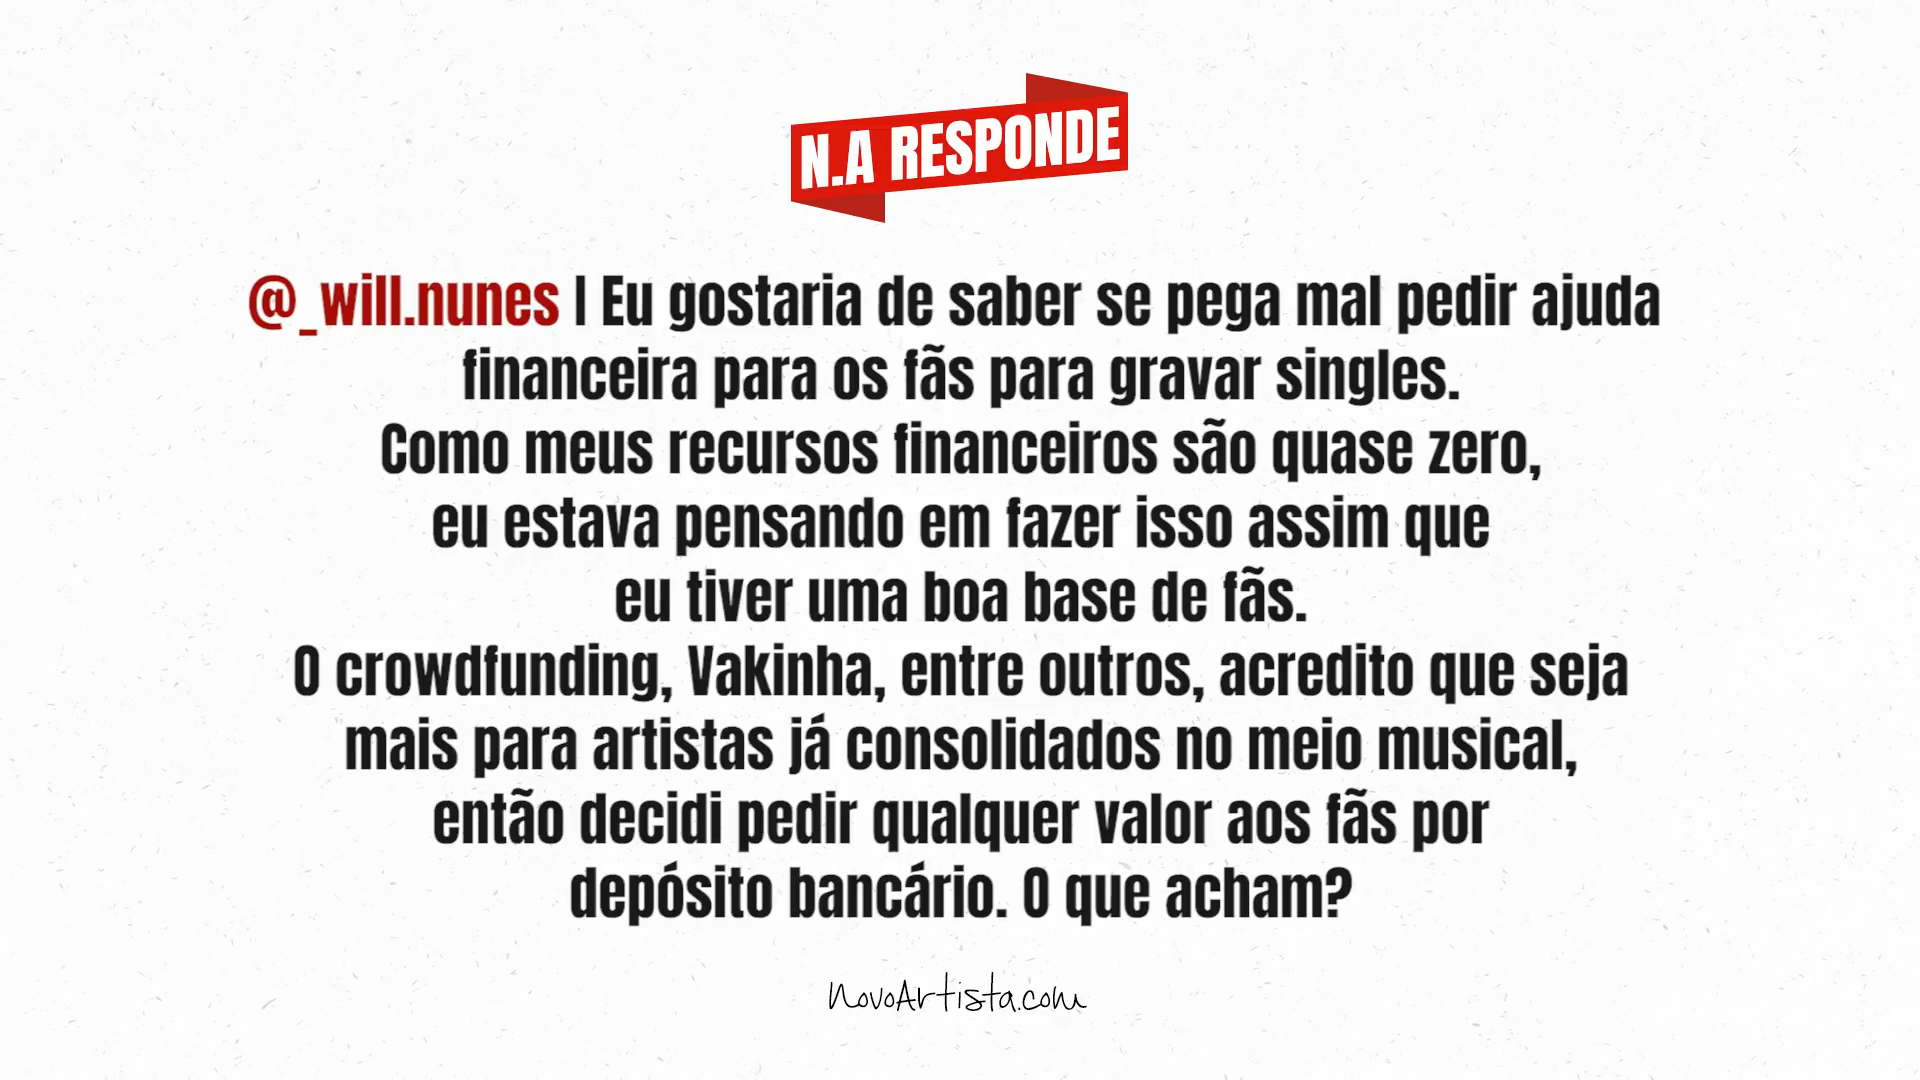 N.A RESPONDE
@_will.nunes | Eu gostaria de saber se pega mal pedir ajuda
financeira para os fãs para gravar singles.
Como meus recursos financeiros são quase zero,
eu estava pensando em fazer isso assim que
eu tiver uma boa base de fãs.
O crowdfunding, Vakinha, entre outros, acredito que seja
mais para artistas já consolidados no meio musical,
então decidi pedir qualquer valor aos fãs por
depósito bancário. O que acham?
NovoArtista.com